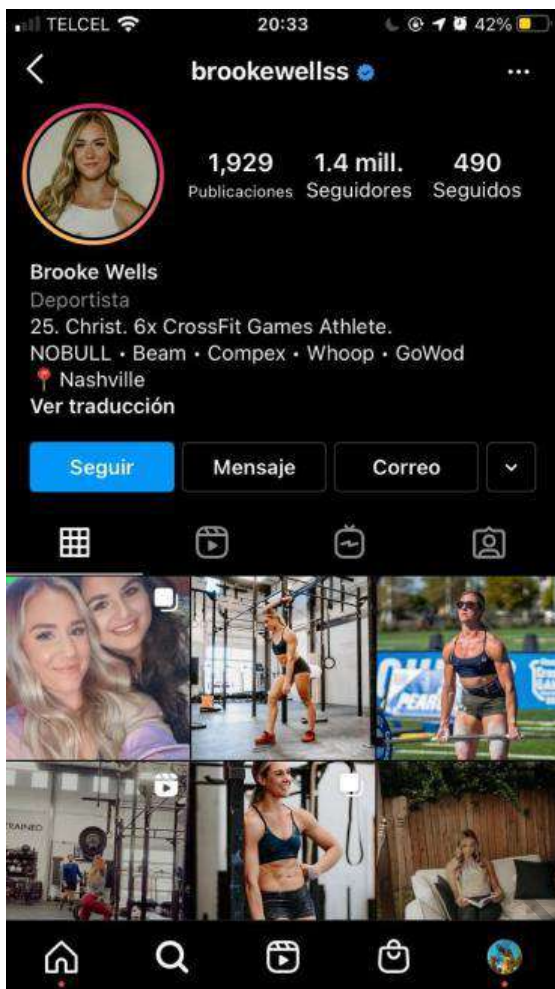 TELCEL 20:33 42%
brookewellss
1,929 1.4 mill. 490
Publicaciones Seguidores Seguidos
Brooke Wells
Deportista
25. Christ. 6x CrossFit Games Athlete.
NOBULL • Beam • Compex • Whoop • GoWod
📍 Nashville
Ver traducción
Seguir Mensaje Correo
TRAINED